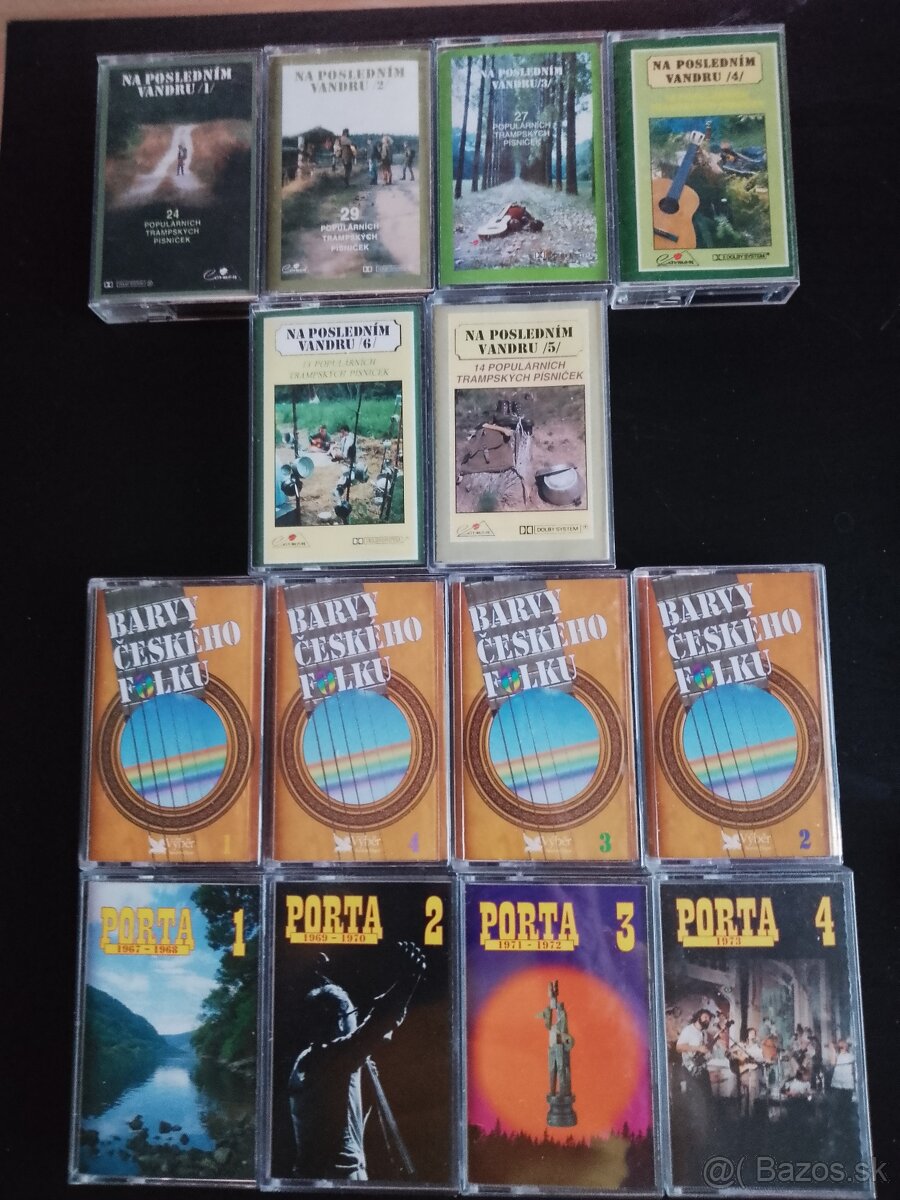 NA POSLEDNÍM
VANDRU /1/
24
POPULÁRNÍCH
TRAMPSKÝCH
PÍSNIČEK
NA POSLEDNÍM
VANDRU /2
29
POPULÁRNÍCH
TRAMPSKÝCH
PÍSNIČEK
NA POSLEDNÍM
VANDRU /3/
27
POPULÁRNÍCH
TRAMPSKÝCH
PÍSNIČEK
NA POSLEDNÍM
VANDRU /4/
DOLBY SYSTEM
NA POSLEDNÍM
VANDRU /6/
14 POPULÁRNÍCH
TRAMPSKÝCH PÍSNIČEK
NA POSLEDNÍM
VANDRU /5/
14 POPULÁRNÍCH
TRAMPSKÝCH PÍSNIČEK
DOLBY SYSTEM
BARVY
ČESKÉHO
FOLKU
Výběr
1
BARVY
ČESKÉHO
FOLKU
Výběr
4
BARVY
ČESKÉHO
FOLKU
Výběr
3
BARVY
ČESKÉHO
FOLKU
Výběr
2
PORTA 1
1967 - 1968
PORTA 2
1969 - 1970
PORTA 3
1971 - 1972
PORTA 4
1973
@( Bazos.sk